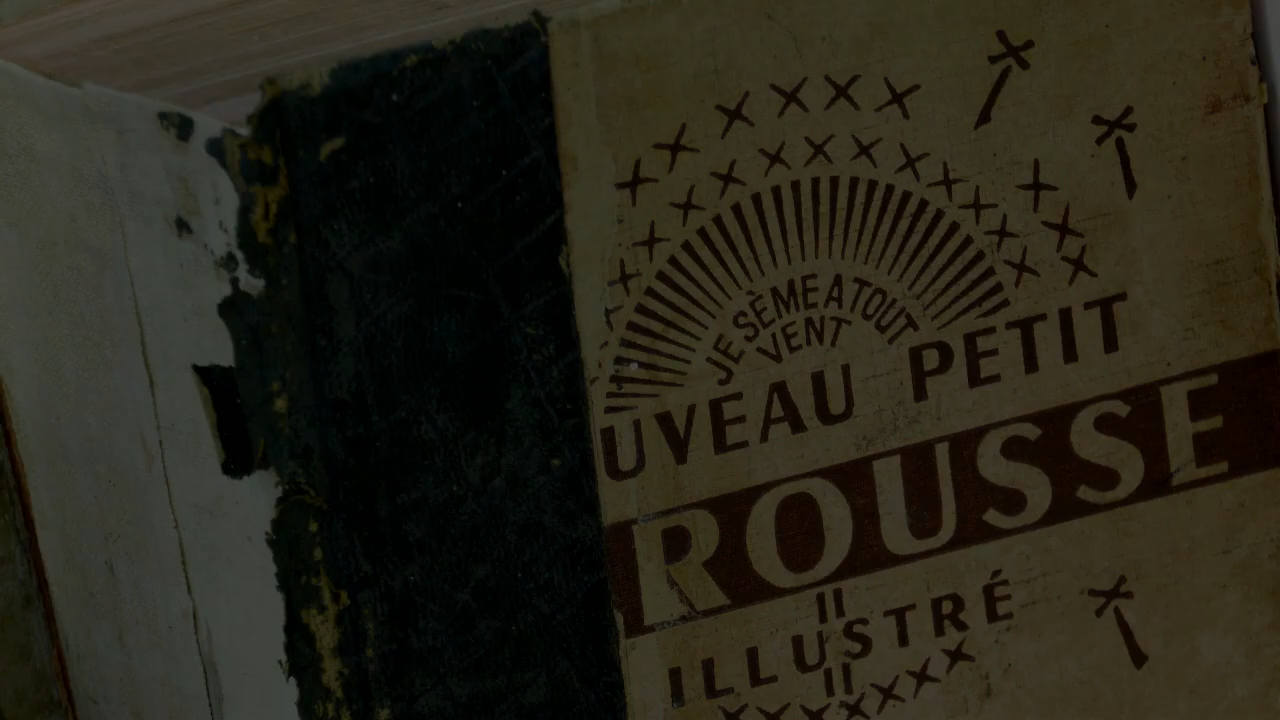 JE SÈME A TOUT
VENT
UVEAU PETIT
ROUSSE
ILLUSTRÉ